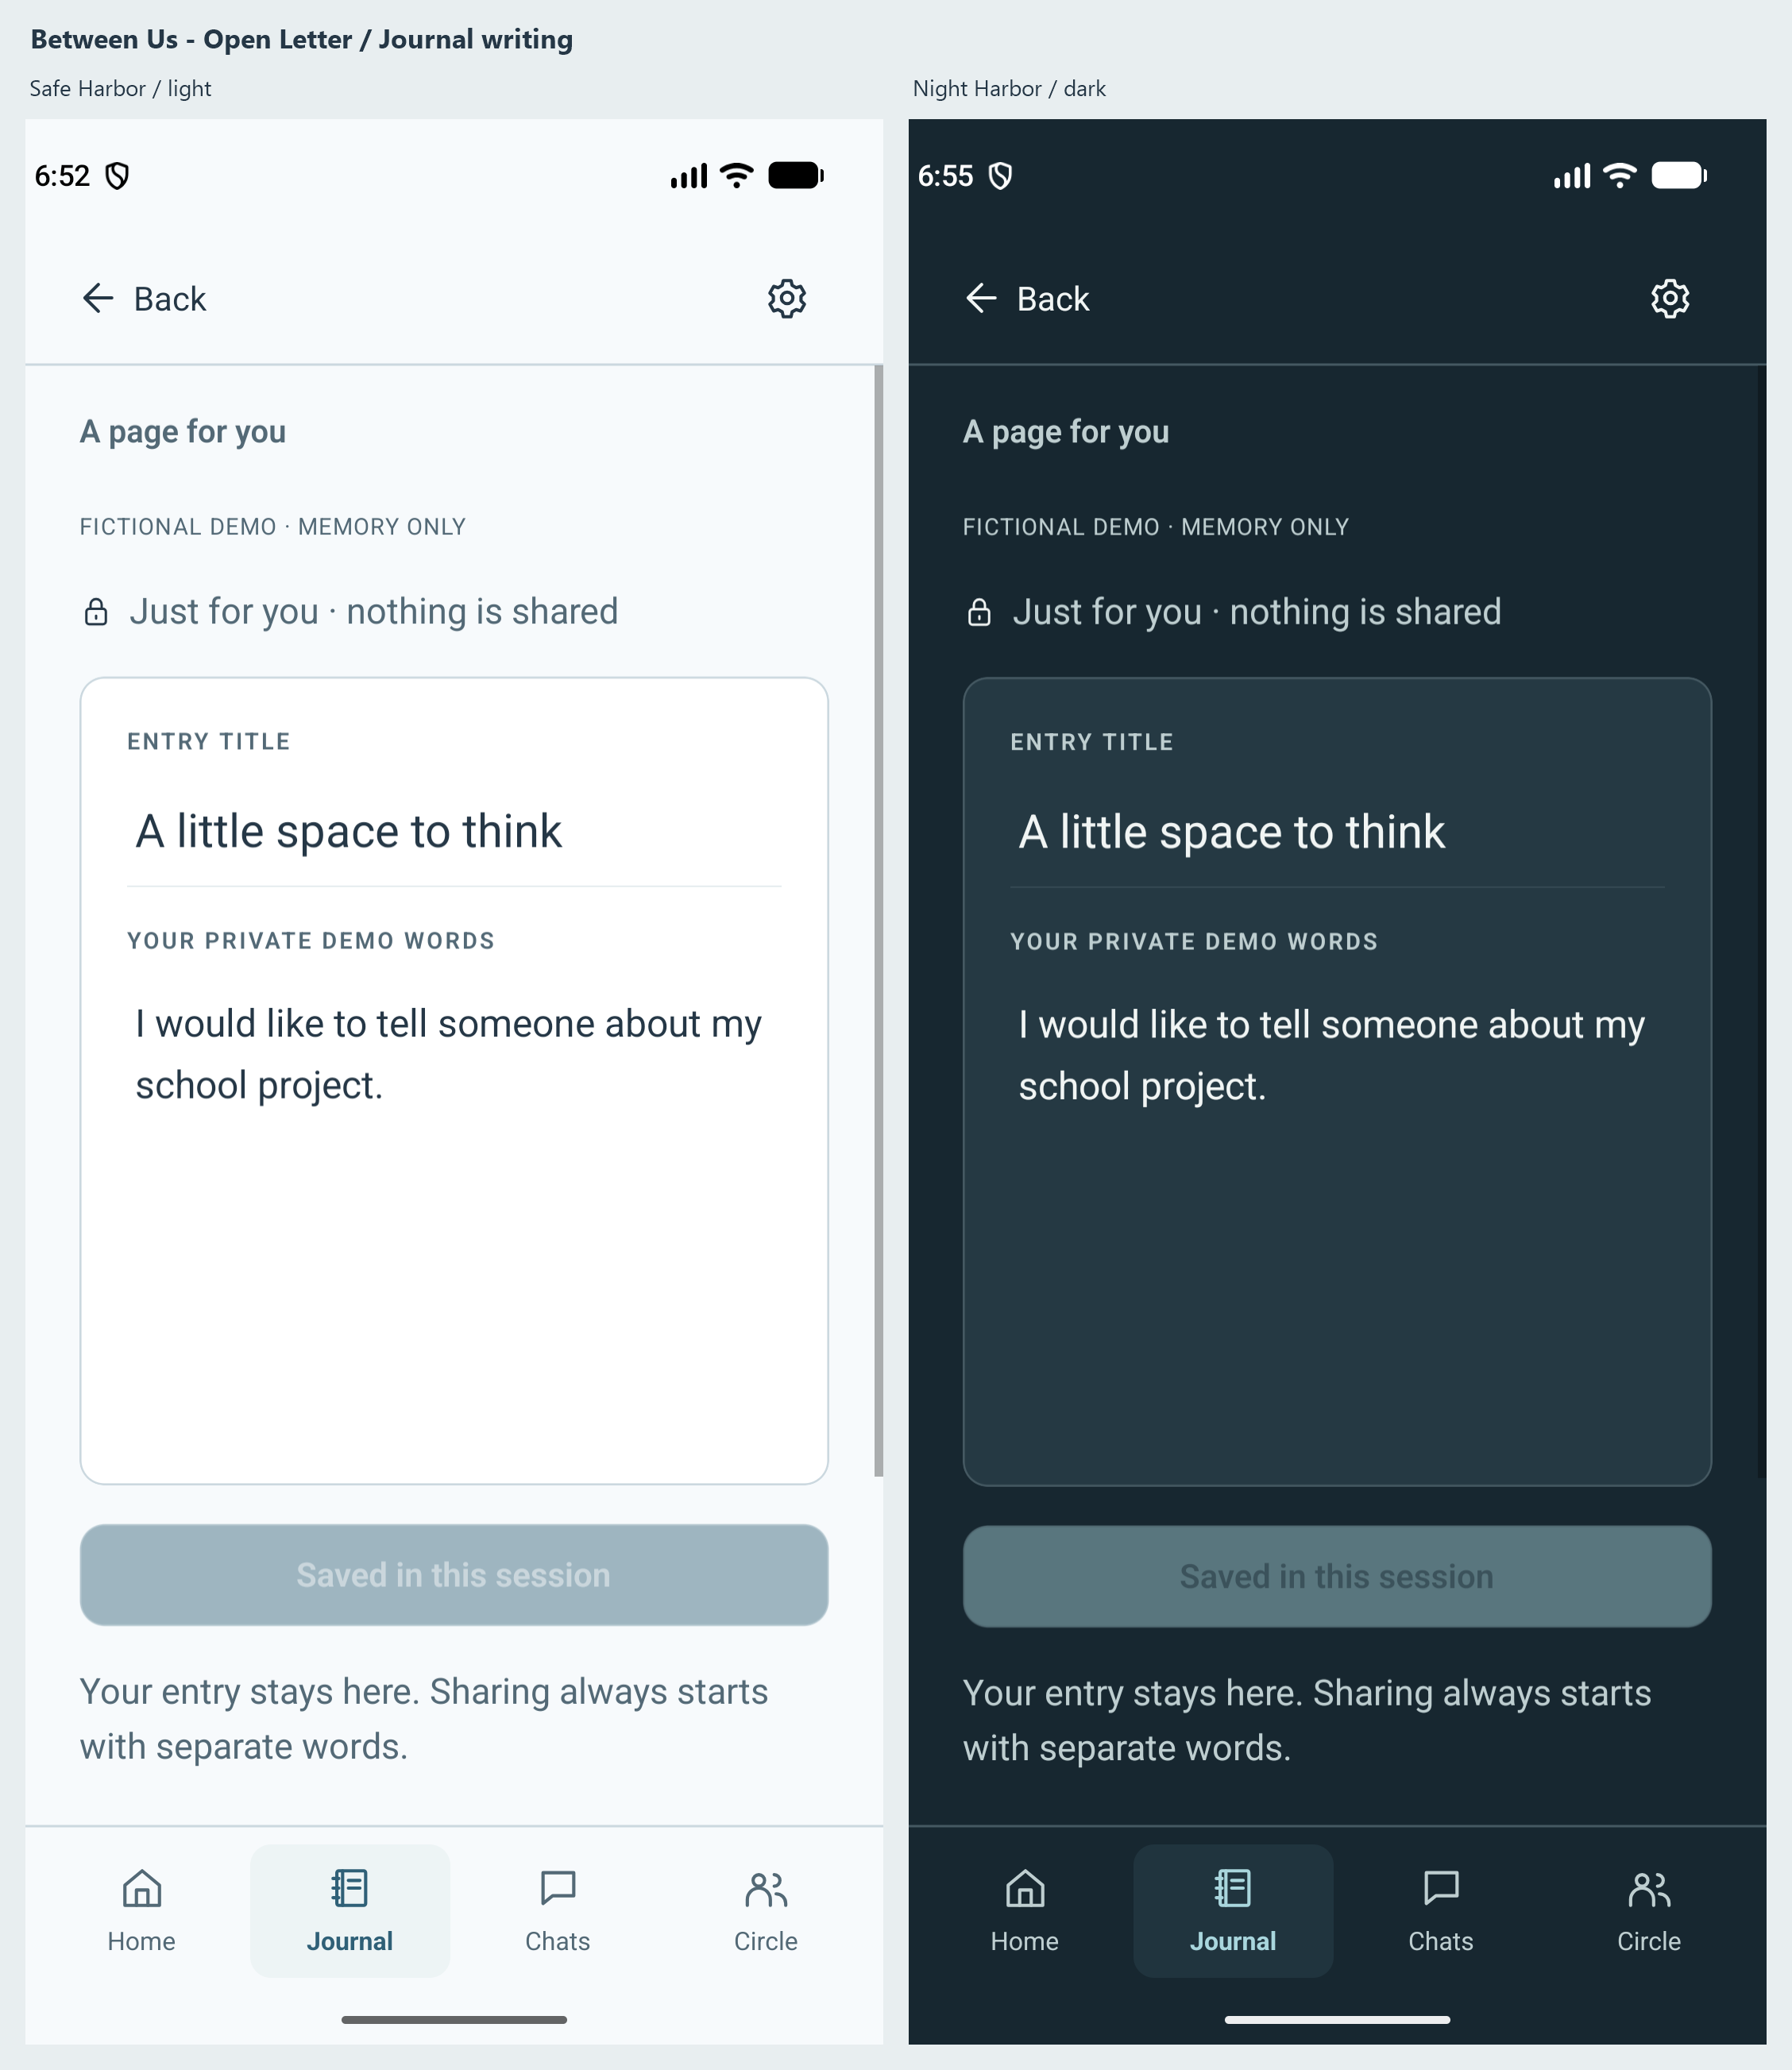 Between Us - Open Letter / Journal writing
Safe Harbor / light
6:52
Back
A page for you
FICTIONAL DEMO · MEMORY ONLY
Just for you · nothing is shared
ENTRY TITLE
A little space to think
YOUR PRIVATE DEMO WORDS
I would like to tell someone about my
school project.
Saved in this session
Your entry stays here. Sharing always starts
with separate words.
Home
Journal
Chats
Circle
Night Harbor / dark
6:55
Back
A page for you
FICTIONAL DEMO · MEMORY ONLY
Just for you · nothing is shared
ENTRY TITLE
A little space to think
YOUR PRIVATE DEMO WORDS
I would like to tell someone about my
school project.
Saved in this session
Your entry stays here. Sharing always starts
with separate words.
Home
Journal
Chats
Circle